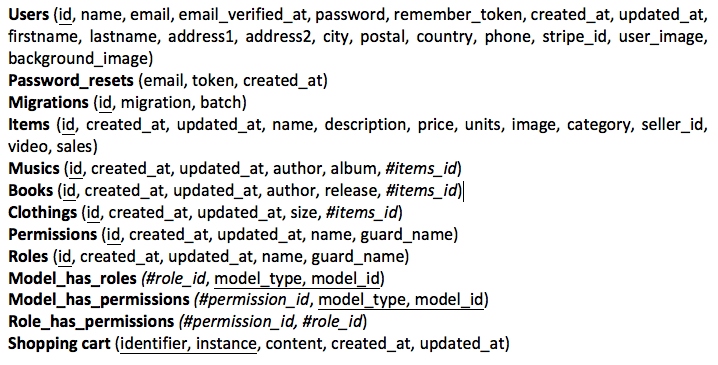 Users (id, name, email, email_verified_at, password, remember_token, created_at, updated_at,
firstname, lastname, address1, address2, city, postal, country, phone, stripe_id, user_image,
background_image)
Password_resets (email, token, created_at)
Migrations (id, migration, batch)
Items (id, created_at, updated_at, name, description, price, units, image, category, seller_id,
video, sales)
Musics (id, created_at, updated_at, author, album, #items_id)
Books (id, created_at, updated_at, author, release, #items_id)
Clothings (id, created_at, updated_at, size, #items_id)
Permissions (id, created_at, updated_at, name, guard_name)
Roles (id, created_at, updated_at, name, guard_name)
Model_has_roles (#role_id, model_type, model_id)
Model_has_permissions (#permission_id, model_type, model_id)
Role_has_permissions (#permission_id, #role_id)
Shopping cart (identifier, instance, content, created_at, updated_at)